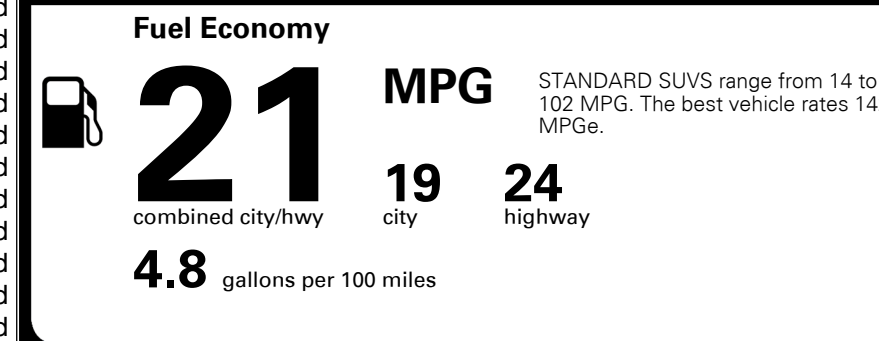 Fuel Economy
21
MPG
STANDARD SUVS range from 14 to
102 MPG. The best vehicle rates
MPGe.
19
24
combined city/hwy
city
highway
4.8 gallons per 100 miles